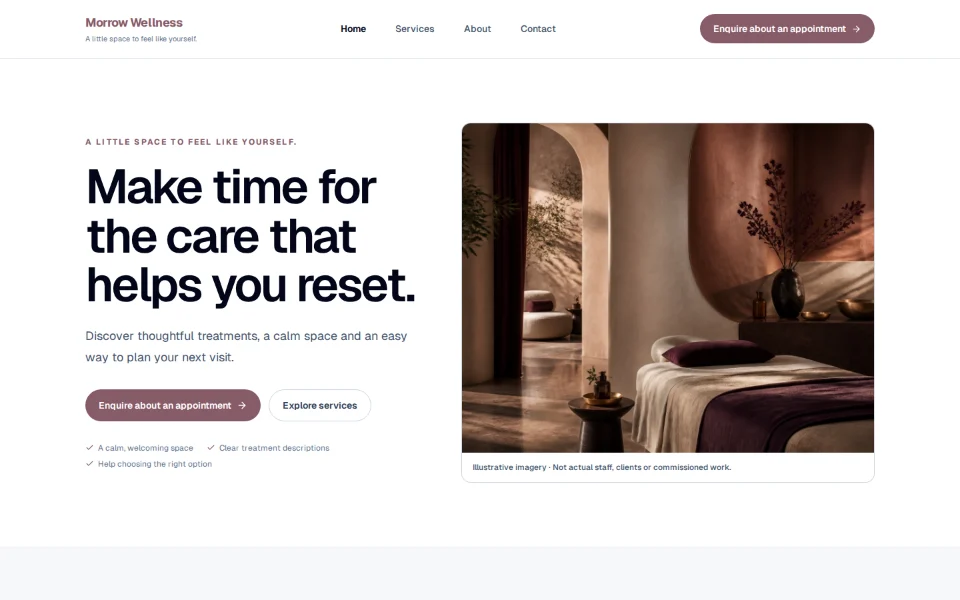 Morrow Wellness
A little space to feel like yourself.
Home
Services
About
Contact
Enquire about an appointment →
A LITTLE SPACE TO FEEL LIKE YOURSELF.
Make time for
the care that
helps you reset.
Discover thoughtful treatments, a calm space and an easy
way to plan your next visit.
Enquire about an appointment →
Explore services
✓ A calm, welcoming space
✓ Clear treatment descriptions
✓ Help choosing the right option
Illustrative imagery · Not actual staff, clients or commissioned work.